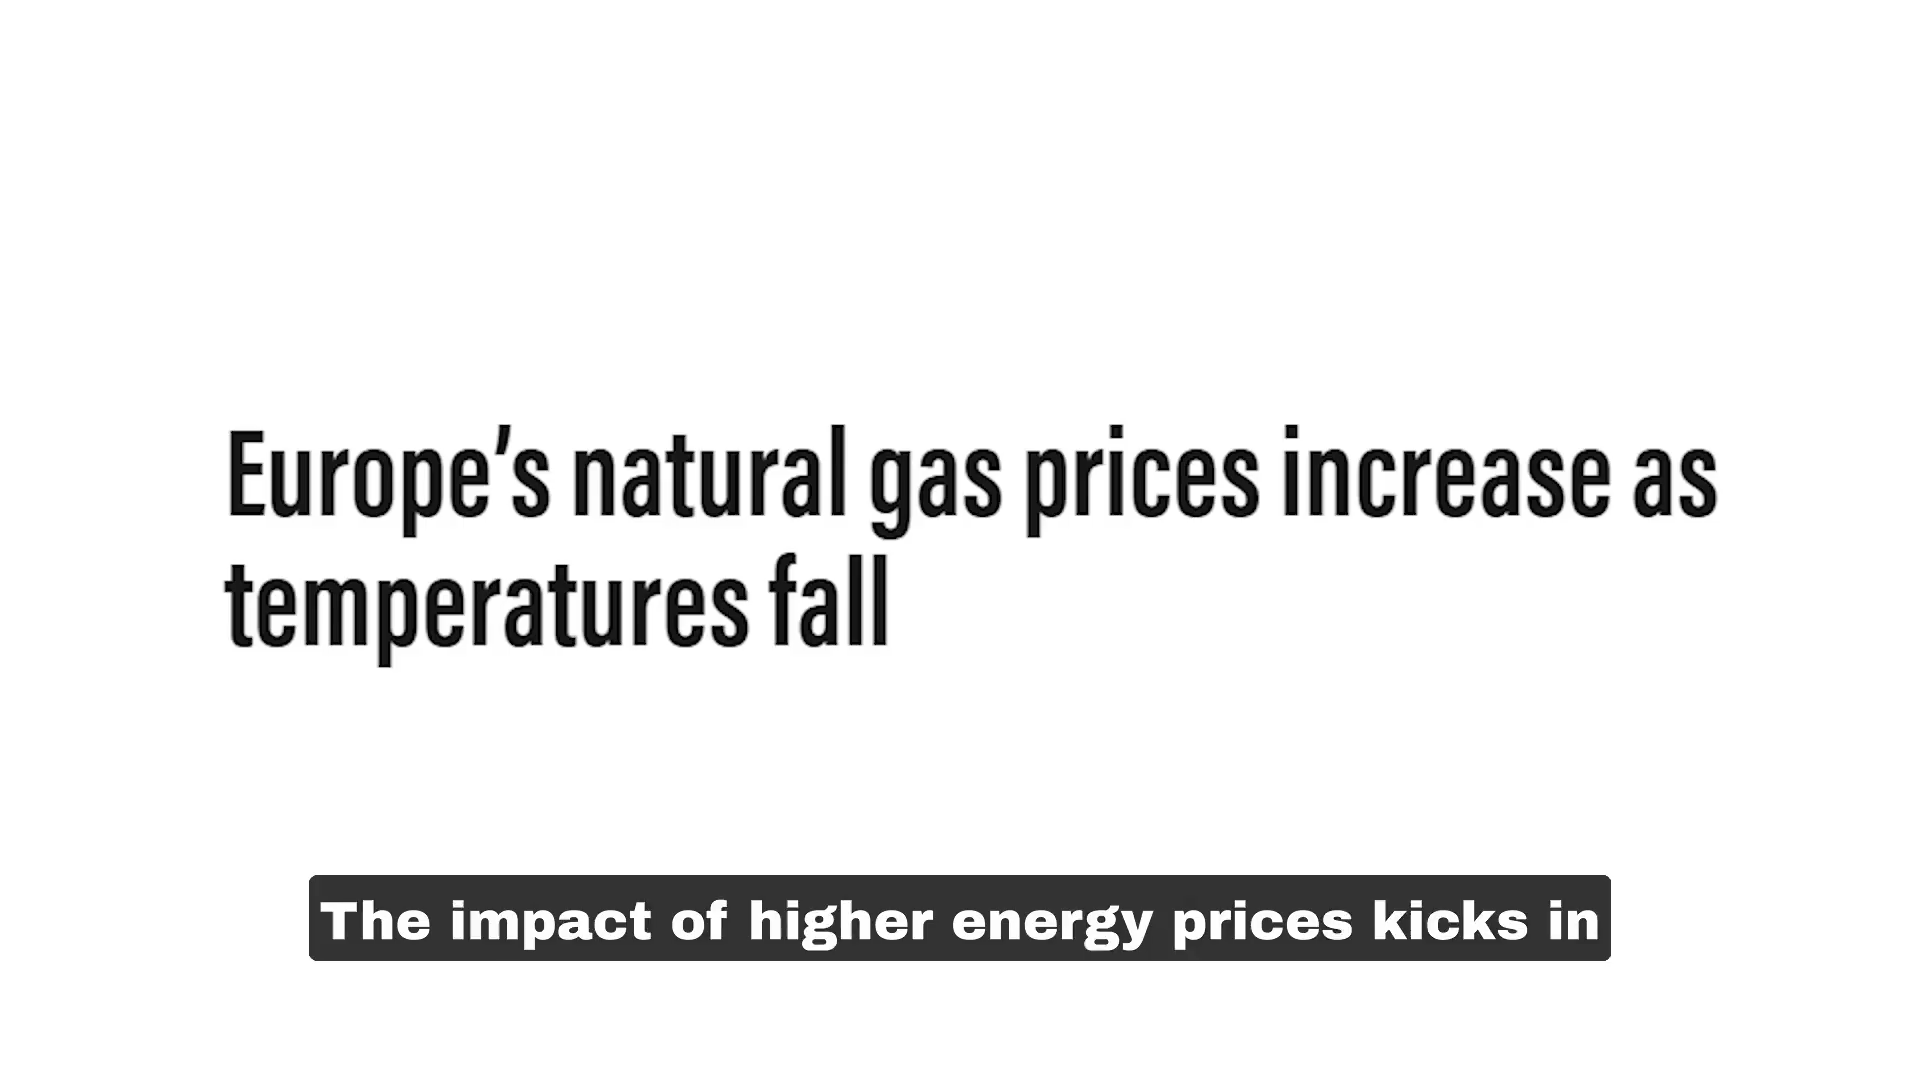 Europe’s natural gas prices increase as
temperatures fall
The impact of higher energy prices kicks in